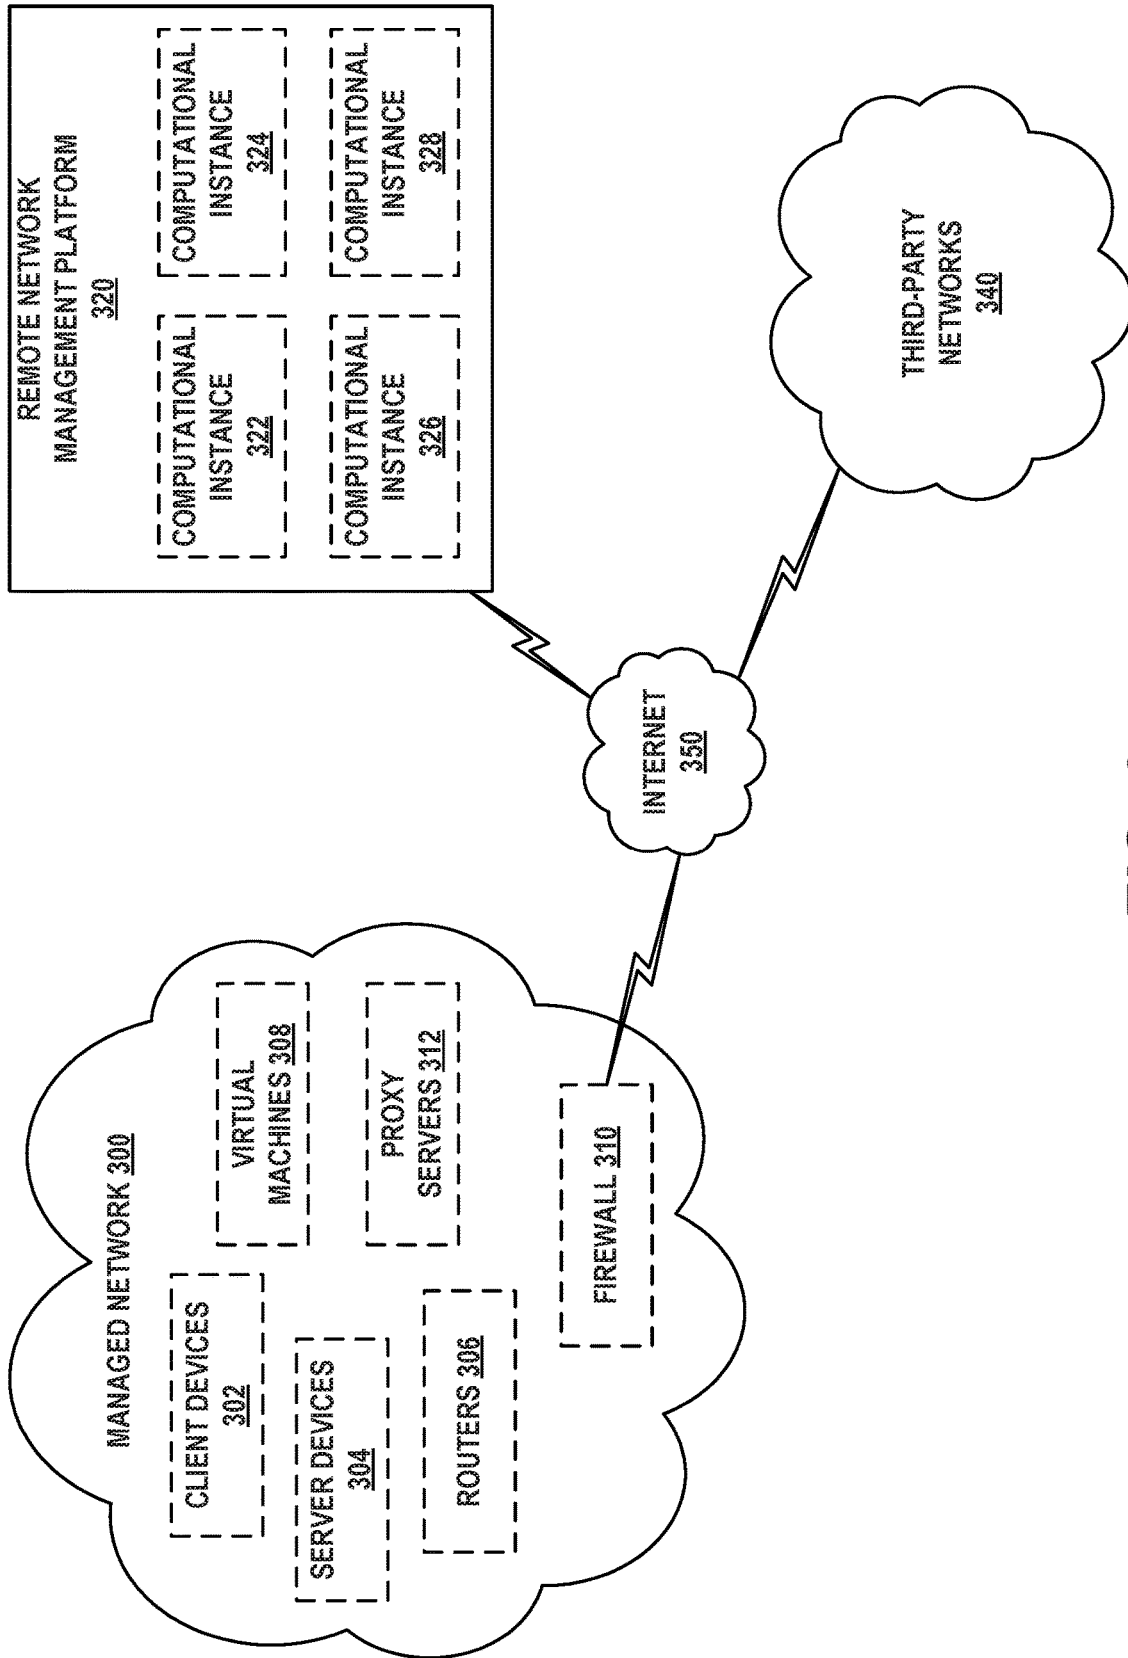 MANAGED NETWORK 300
CLIENT DEVICES
302
SERVER DEVICES
304
ROUTERS 306
VIRTUAL
MACHINES 308
PROXY
SERVERS 312
FIREWALL 310
REMOTE NETWORK
MANAGEMENT PLATFORM
320
COMPUTATIONAL
INSTANCE
322
COMPUTATIONAL
INSTANCE
324
COMPUTATIONAL
INSTANCE
326
COMPUTATIONAL
INSTANCE
328
INTERNET
350
THIRD-PARTY
NETWORKS
340